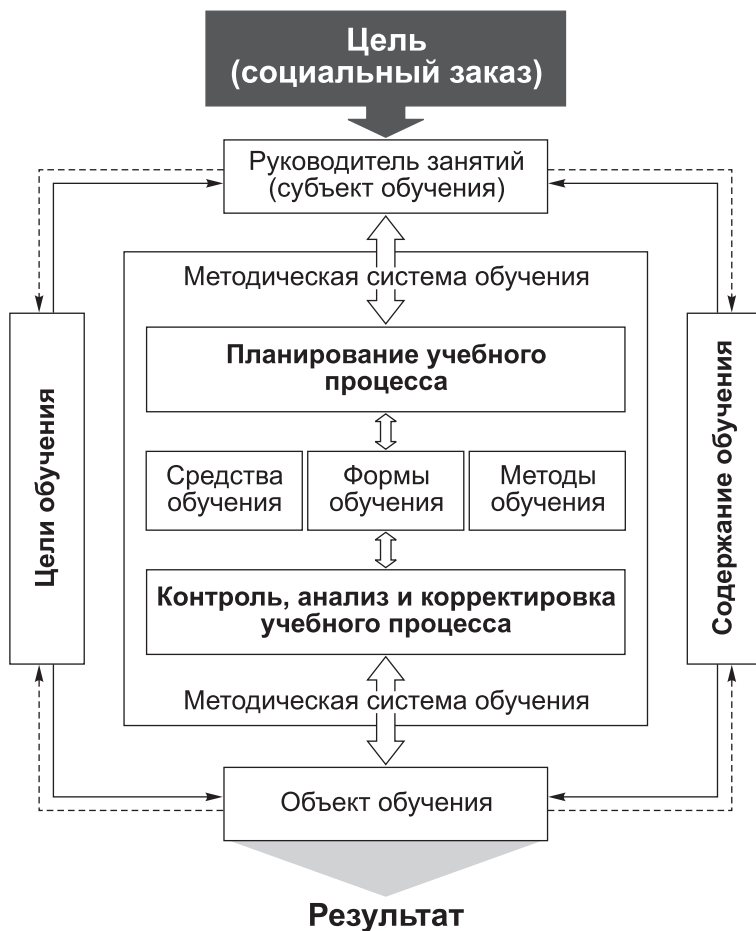 Цель
(социальный заказ)
Руководитель занятий
(субъект обучения)
Методическая система обучения
Планирование учебного
процесса
Средства
обучения
Формы
обучения
Методы
обучения
Контроль, анализ и корректировка
учебного процесса
Методическая система обучения
Цели обучения
Содержание обучения
Объект обучения
Результат